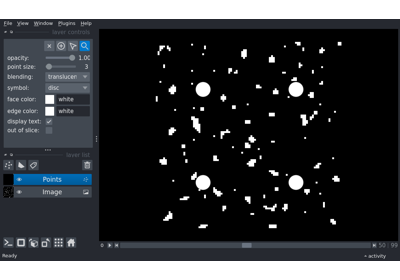 File View Window Plugins Help
layer controls
opacity: 1.00
point size: 3
blending: translucen
symbol: disc
face color: white
edge color: white
display text:
out of slice:
layer list
Points
Image
0 50 99
Ready activity